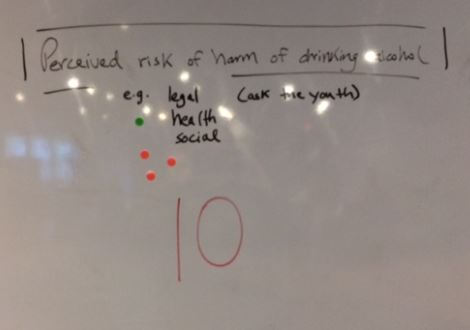 Perceived risk of harm of drinking alcohol
e.g. legal (ask the youth)
health
social
10